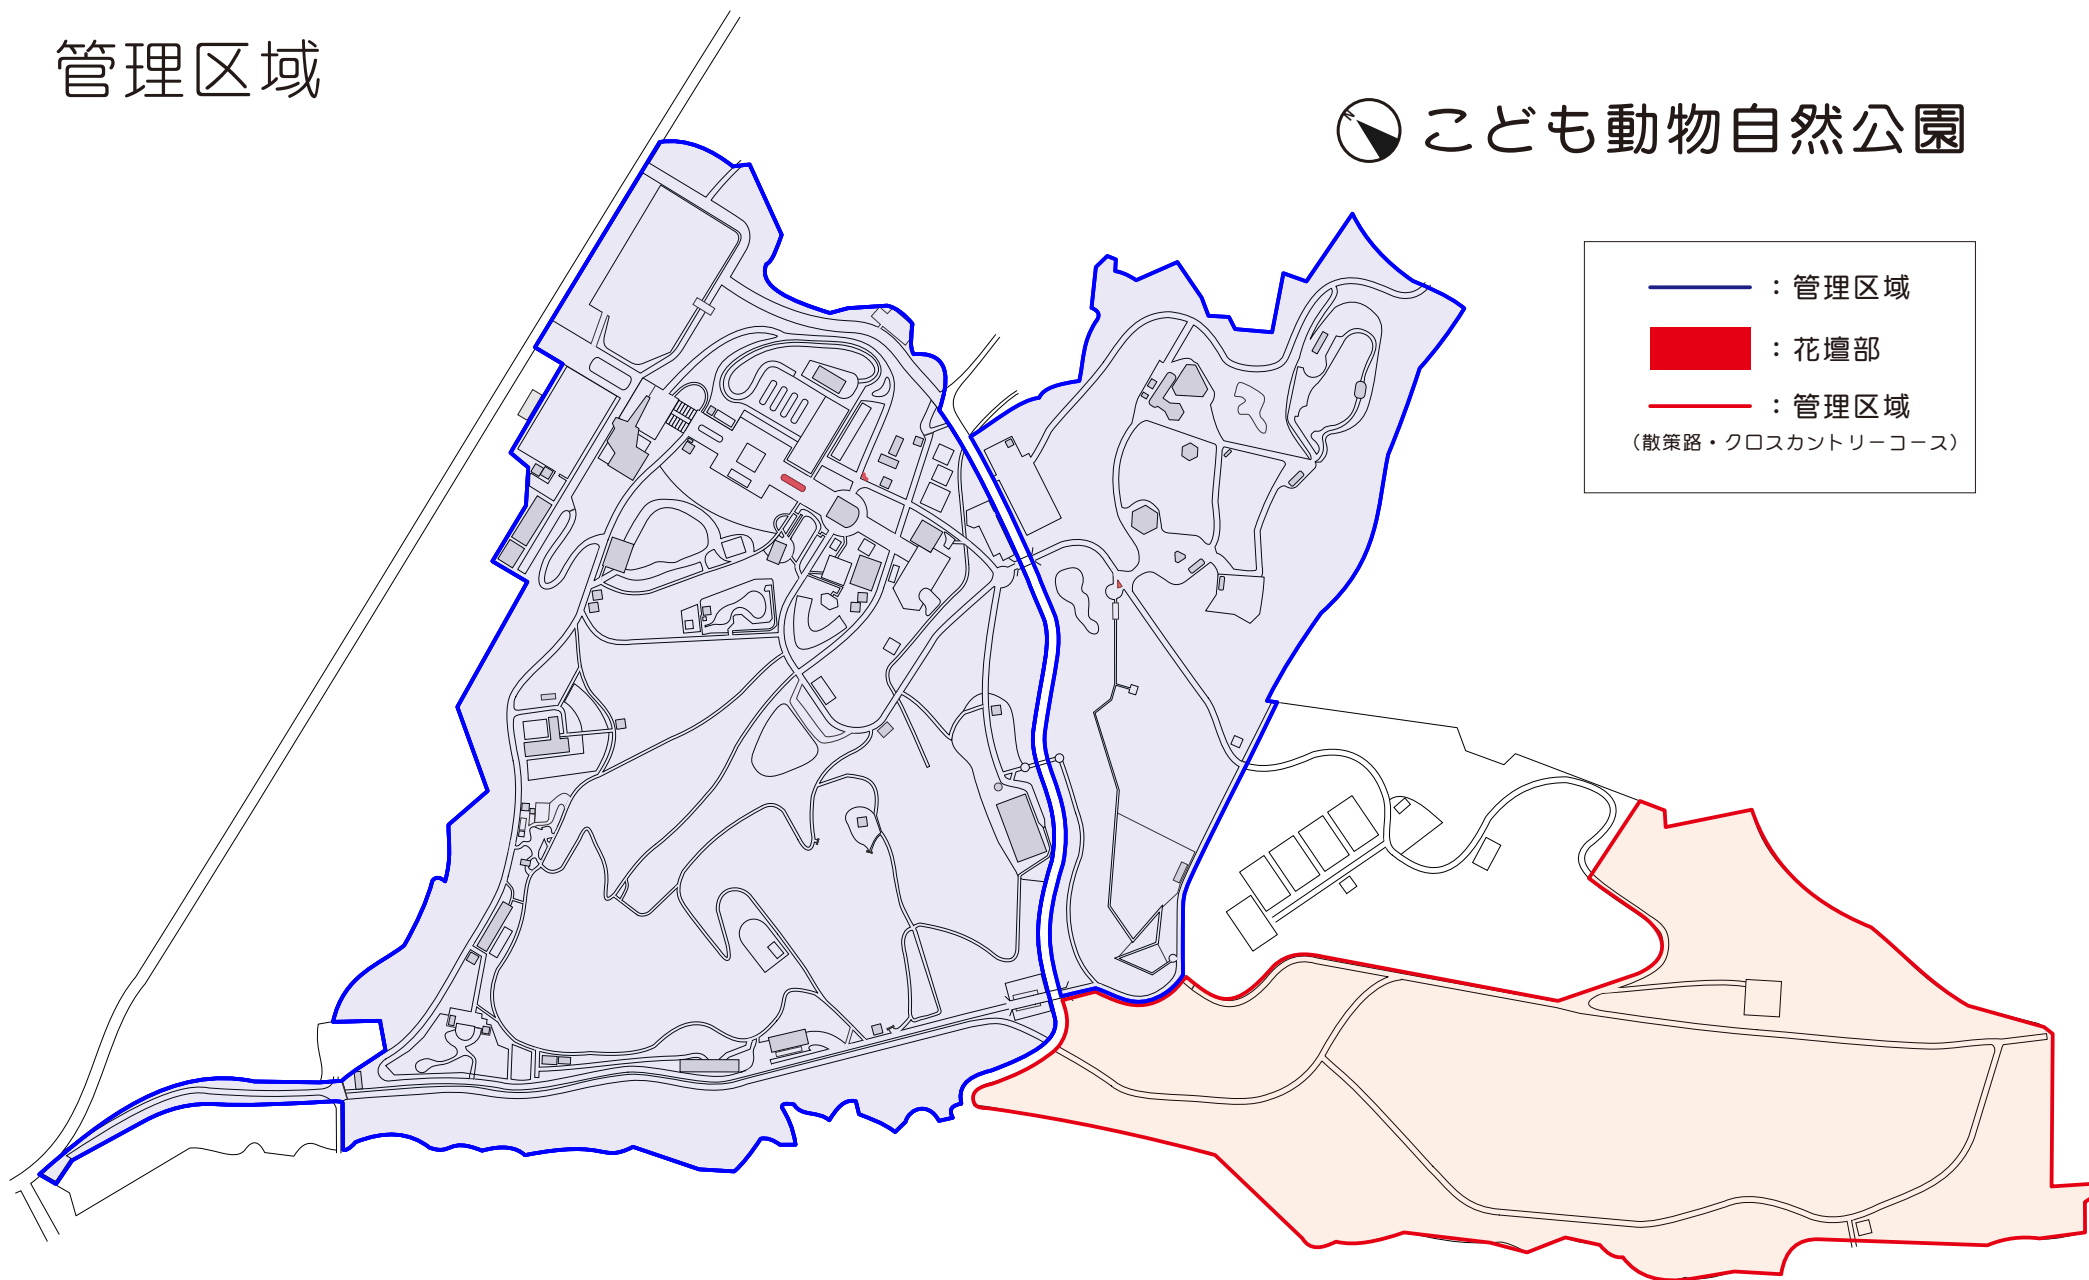 管理区域
N
こども動物自然公園
：管理区域
：花壇部
：管理区域
（散策路・クロスカントリーコース）